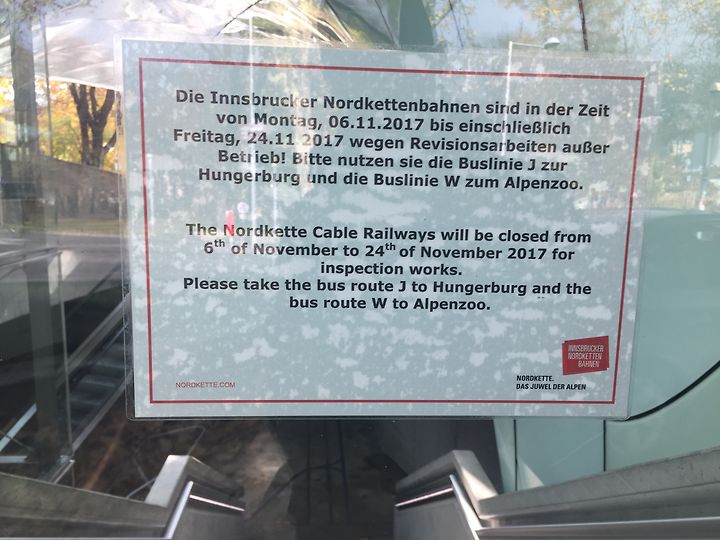 Die Innsbrucker Nordkettenbahnen sind in der Zeit
von Montag, 06.11.2017 bis einschließlich
Freitag, 24.11.2017 wegen Revisionsarbeiten außer
Betrieb! Bitte nutzen sie die Buslinie J zur
Hungerburg und die Buslinie W zum Alpenzoo.
The Nordkette Cable Railways will be closed from
6th of November to 24th of November 2017 for
inspection works.
Please take the bus route J to Hungerburg and the
bus route W to Alpenzoo.
INNSBRUCKER
NORDKETTEN
BAHNEN
NORDKETTE.COM
NORDKETTE.
DAS JUWEL DER ALPEN